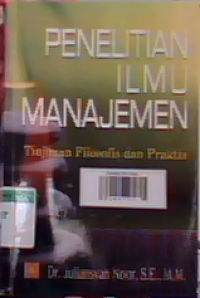 PENELITIAN
ILMU
MANAJEMEN
Tinjauan Filosofis dan Praktis
Dr. Juliansyah Noor, S.E., M.M.